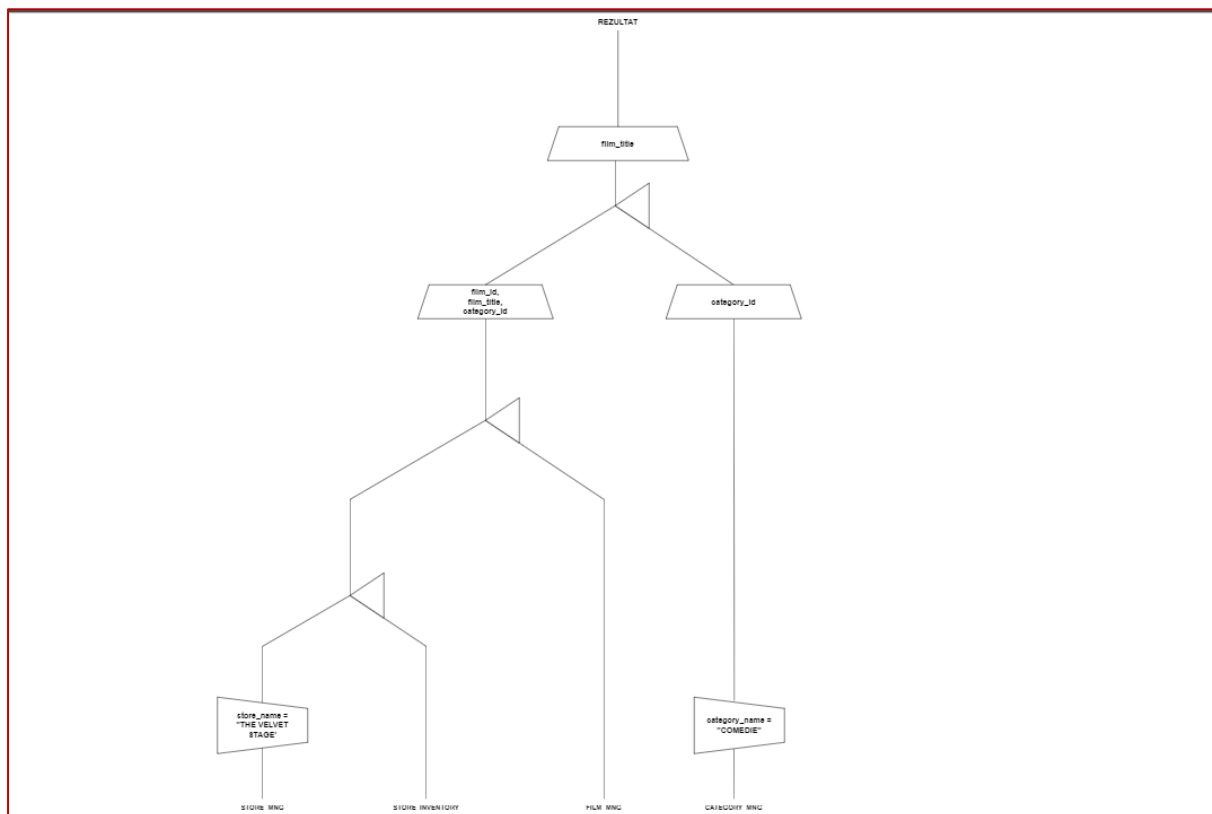 REZULTAT
film_title
film_id,
film_title,
category_id
category_id
store_name =
"THE VELVET
STAGE"
category_name =
"COMEDIE"
STORE_MNG
STORE_INVENTORY
FILM_MNG
CATEGORY_MNG